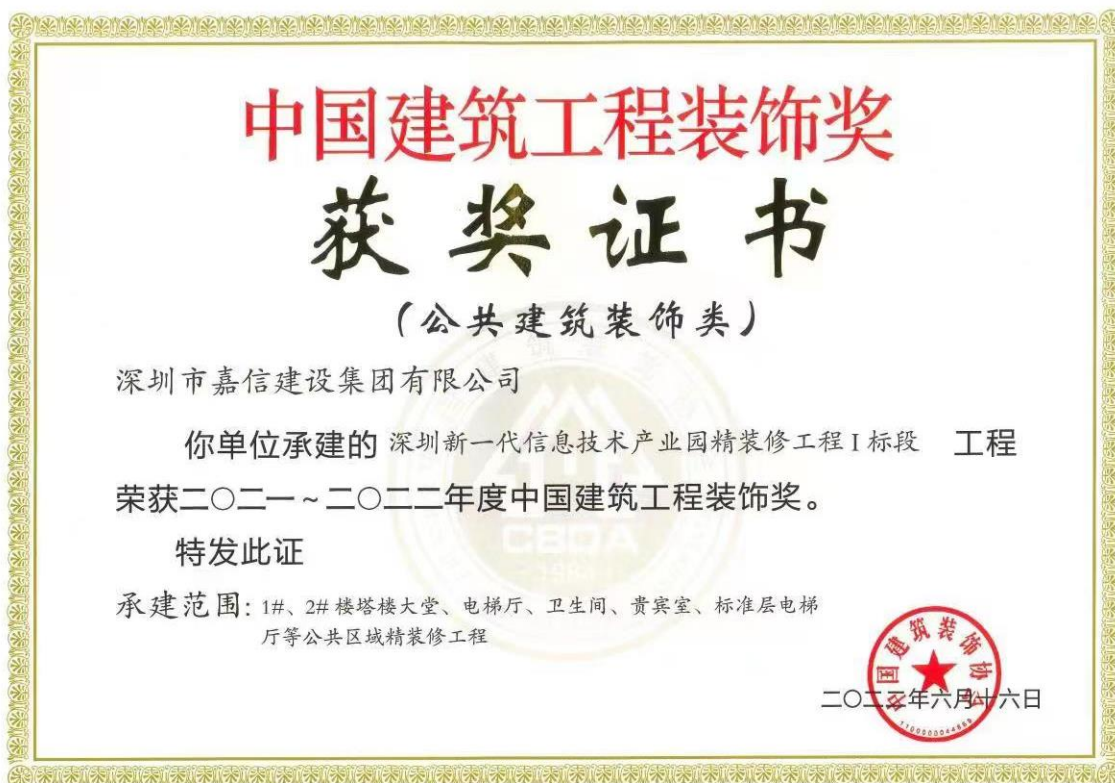 中国建筑工程装饰奖
获奖证书
(公共建筑装饰类)
深圳市嘉信建设集团有限公司
你单位承建的 深圳新一代信息技术产业园精装修工程 I 标段 工程
荣获二〇二一~二〇二二年度中国建筑工程装饰奖。
特发此证
承建范围: 1#、2# 楼塔楼大堂、电梯厅、卫生间、贵宾室、标准层电梯
厅等公共区域精装修工程
CBDA
中国建筑装饰协会
二〇二三年六月十六日